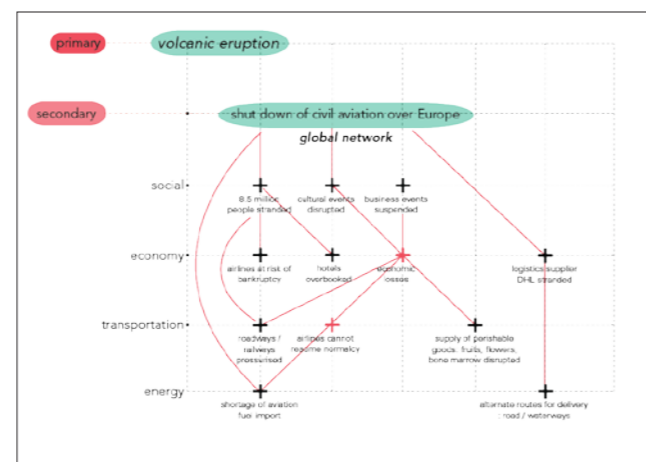 primary
volcanic eruption
secondary
shut down of civil aviation over Europe
global network
social
8.5 million
people stranded
cultural events
disrupted
business events
suspended
economy
airlines at risk of
bankruptcy
hotels
overbooked
economic
losses
logistics supplier
DHL stranded
transportation
roadways /
railways
pressurised
airlines cannot
resume normalcy
supply of perishable
goods: fruits, flowers,
bone marrow disrupted
energy
shortage of aviation
fuel import
alternate routes for delivery
: road / waterways